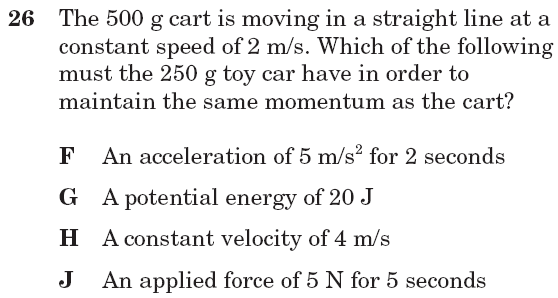 26 The 500 g cart is moving in a straight line at a
constant speed of 2 m/s. Which of the following
must the 250 g toy car have in order to
maintain the same momentum as the cart?
F An acceleration of 5 m/s² for 2 seconds
G A potential energy of 20 J
H A constant velocity of 4 m/s
J An applied force of 5 N for 5 seconds